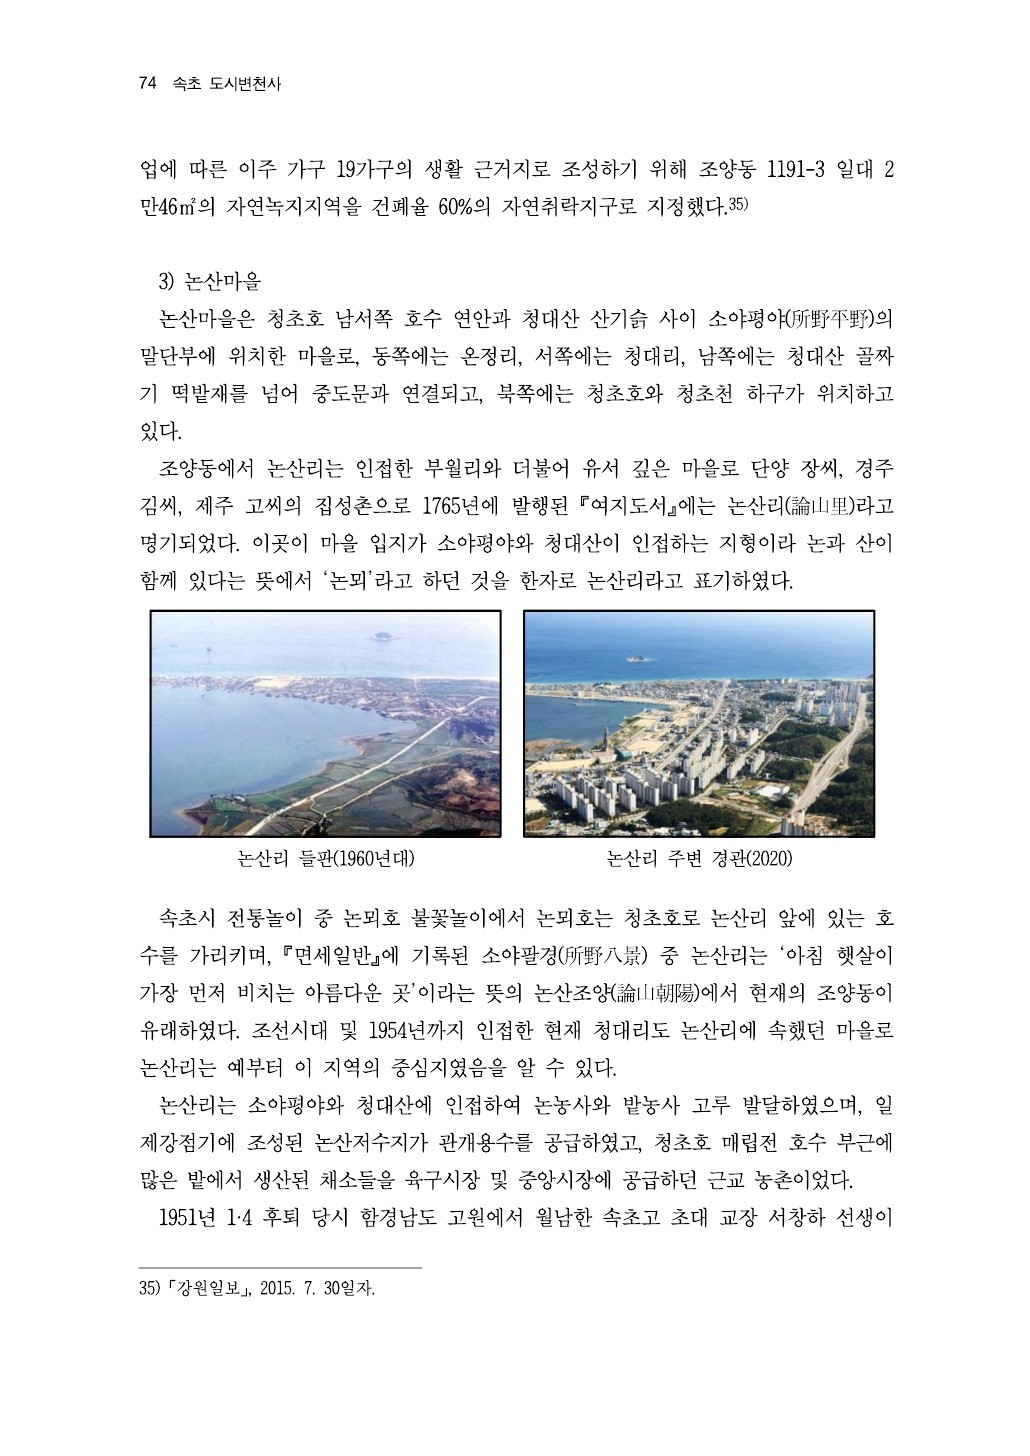 74 속초 도시변천사
업에 따른 이주 가구 19가구의 생활 근거지로 조성하기 위해 조양동 1191-3 일대 2
만46㎡의 자연녹지지역을 건폐율 60%의 자연취락지구로 지정했다.35)
3) 논산마을
논산마을은 청초호 남서쪽 호수 연안과 청대산 산기슭 사이 소야평야(所野平野)의
말단부에 위치한 마을로, 동쪽에는 온정리, 서쪽에는 청대리, 남쪽에는 청대산 골짜
기 떡밭재를 넘어 중도문과 연결되고, 북쪽에는 청초호와 청초천 하구가 위치하고
있다.
조양동에서 논산리는 인접한 부월리와 더불어 유서 깊은 마을로 단양 장씨, 경주
김씨, 제주 고씨의 집성촌으로 1765년에 발행된 『여지도서』에는 논산리(論山里)라고
명기되었다. 이곳이 마을 입지가 소야평야와 청대산이 인접하는 지형이라 논과 산이
함께 있다는 뜻에서 ‘논뫼’라고 하던 것을 한자로 논산리라고 표기하였다.
논산리 들판(1960년대) 논산리 주변 경관(2020)
속초시 전통놀이 중 논뫼호 불꽃놀이에서 논뫼호는 청초호로 논산리 앞에 있는 호
수를 가리키며, 『면세일반』에 기록된 소야팔경(所野八景) 중 논산리는 ‘아침 햇살이
가장 먼저 비치는 아름다운 곳’이라는 뜻의 논산조양(論山朝陽)에서 현재의 조양동이
유래하였다. 조선시대 및 1954년까지 인접한 현재 청대리도 논산리에 속했던 마을로
논산리는 예부터 이 지역의 중심지였음을 알 수 있다.
논산리는 소야평야와 청대산에 인접하여 논농사와 밭농사 고루 발달하였으며, 일
제강점기에 조성된 논산저수지가 관개용수를 공급하였고, 청초호 매립전 호수 부근에
많은 밭에서 생산된 채소들을 육구시장 및 중앙시장에 공급하던 근교 농촌이었다.
1951년 1·4 후퇴 당시 함경남도 고원에서 월남한 속초고 초대 교장 서창하 선생이
35) 「강원일보」, 2015. 7. 30일자.